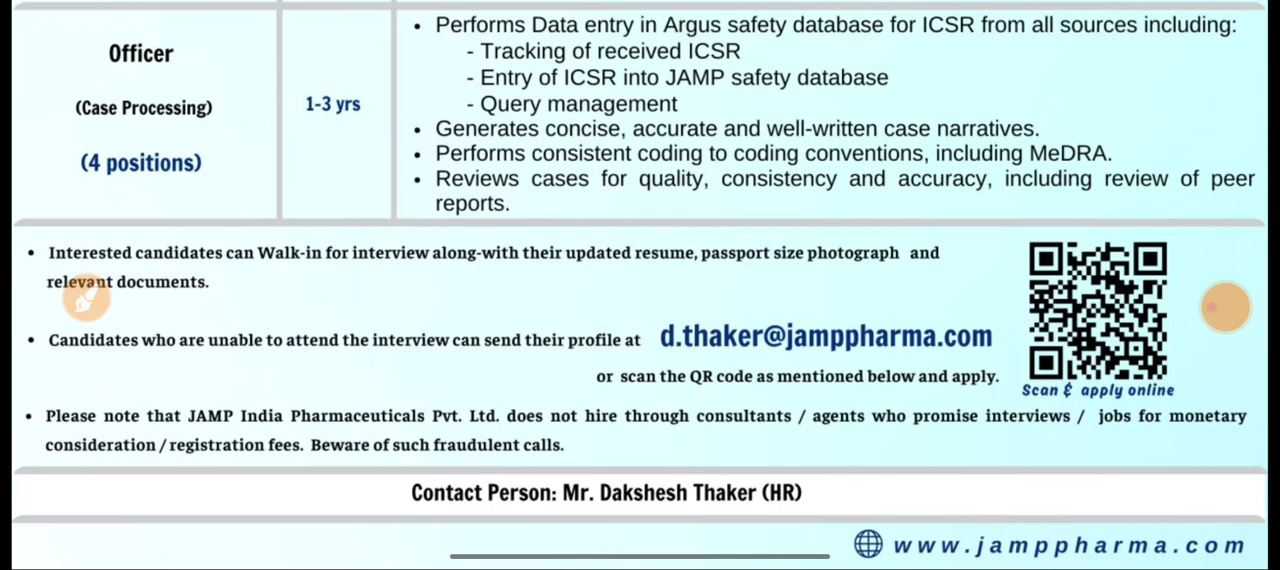 Officer
(Case Processing)
(4 positions)
1-3 yrs
• Performs Data entry in Argus safety database for ICSR from all sources including:
- Tracking of received ICSR
- Entry of ICSR into JAMP safety database
- Query management
• Generates concise, accurate and well-written case narratives.
• Performs consistent coding to coding conventions, including MeDRA.
• Reviews cases for quality, consistency and accuracy, including review of peer
reports.
• Interested candidates can Walk-in for interview along-with their updated resume, passport size photograph and
relevant documents.
• Candidates who are unable to attend the interview can send their profile at d.thaker@jamppharma.com
or scan the QR code as mentioned below and apply.
Scan & apply online
• Please note that JAMP India Pharmaceuticals Pvt. Ltd. does not hire through consultants / agents who promise interviews / jobs for monetary
consideration / registration fees. Beware of such fraudulent calls.
Contact Person: Mr. Dakshesh Thaker (HR)
www.jamppharma.com